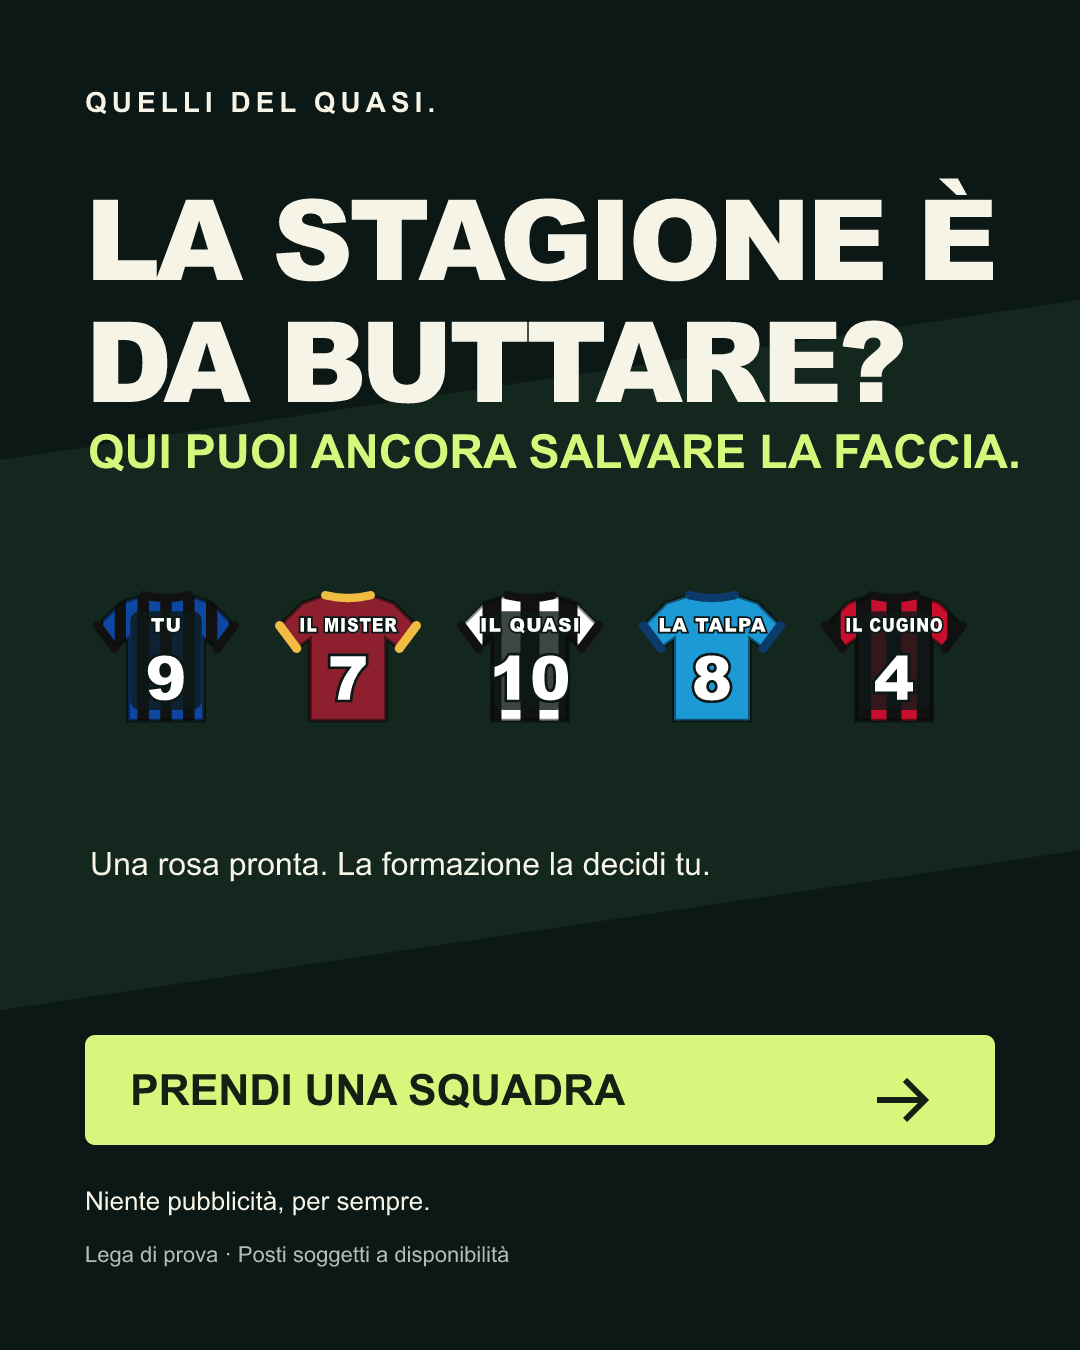 QUELLI DEL QUASI.
LA STAGIONE È
DA BUTTARE?
QUI PUOI ANCORA SALVARE LA FACCIA.
TU
9
IL MISTER
7
IL QUASI
10
LA TALPA
8
IL CUGINO
4
Una rosa pronta. La formazione la decidi tu.
PRENDI UNA SQUADRA →
Niente pubblicità, per sempre.
Lega di prova · Posti soggetti a disponibilità